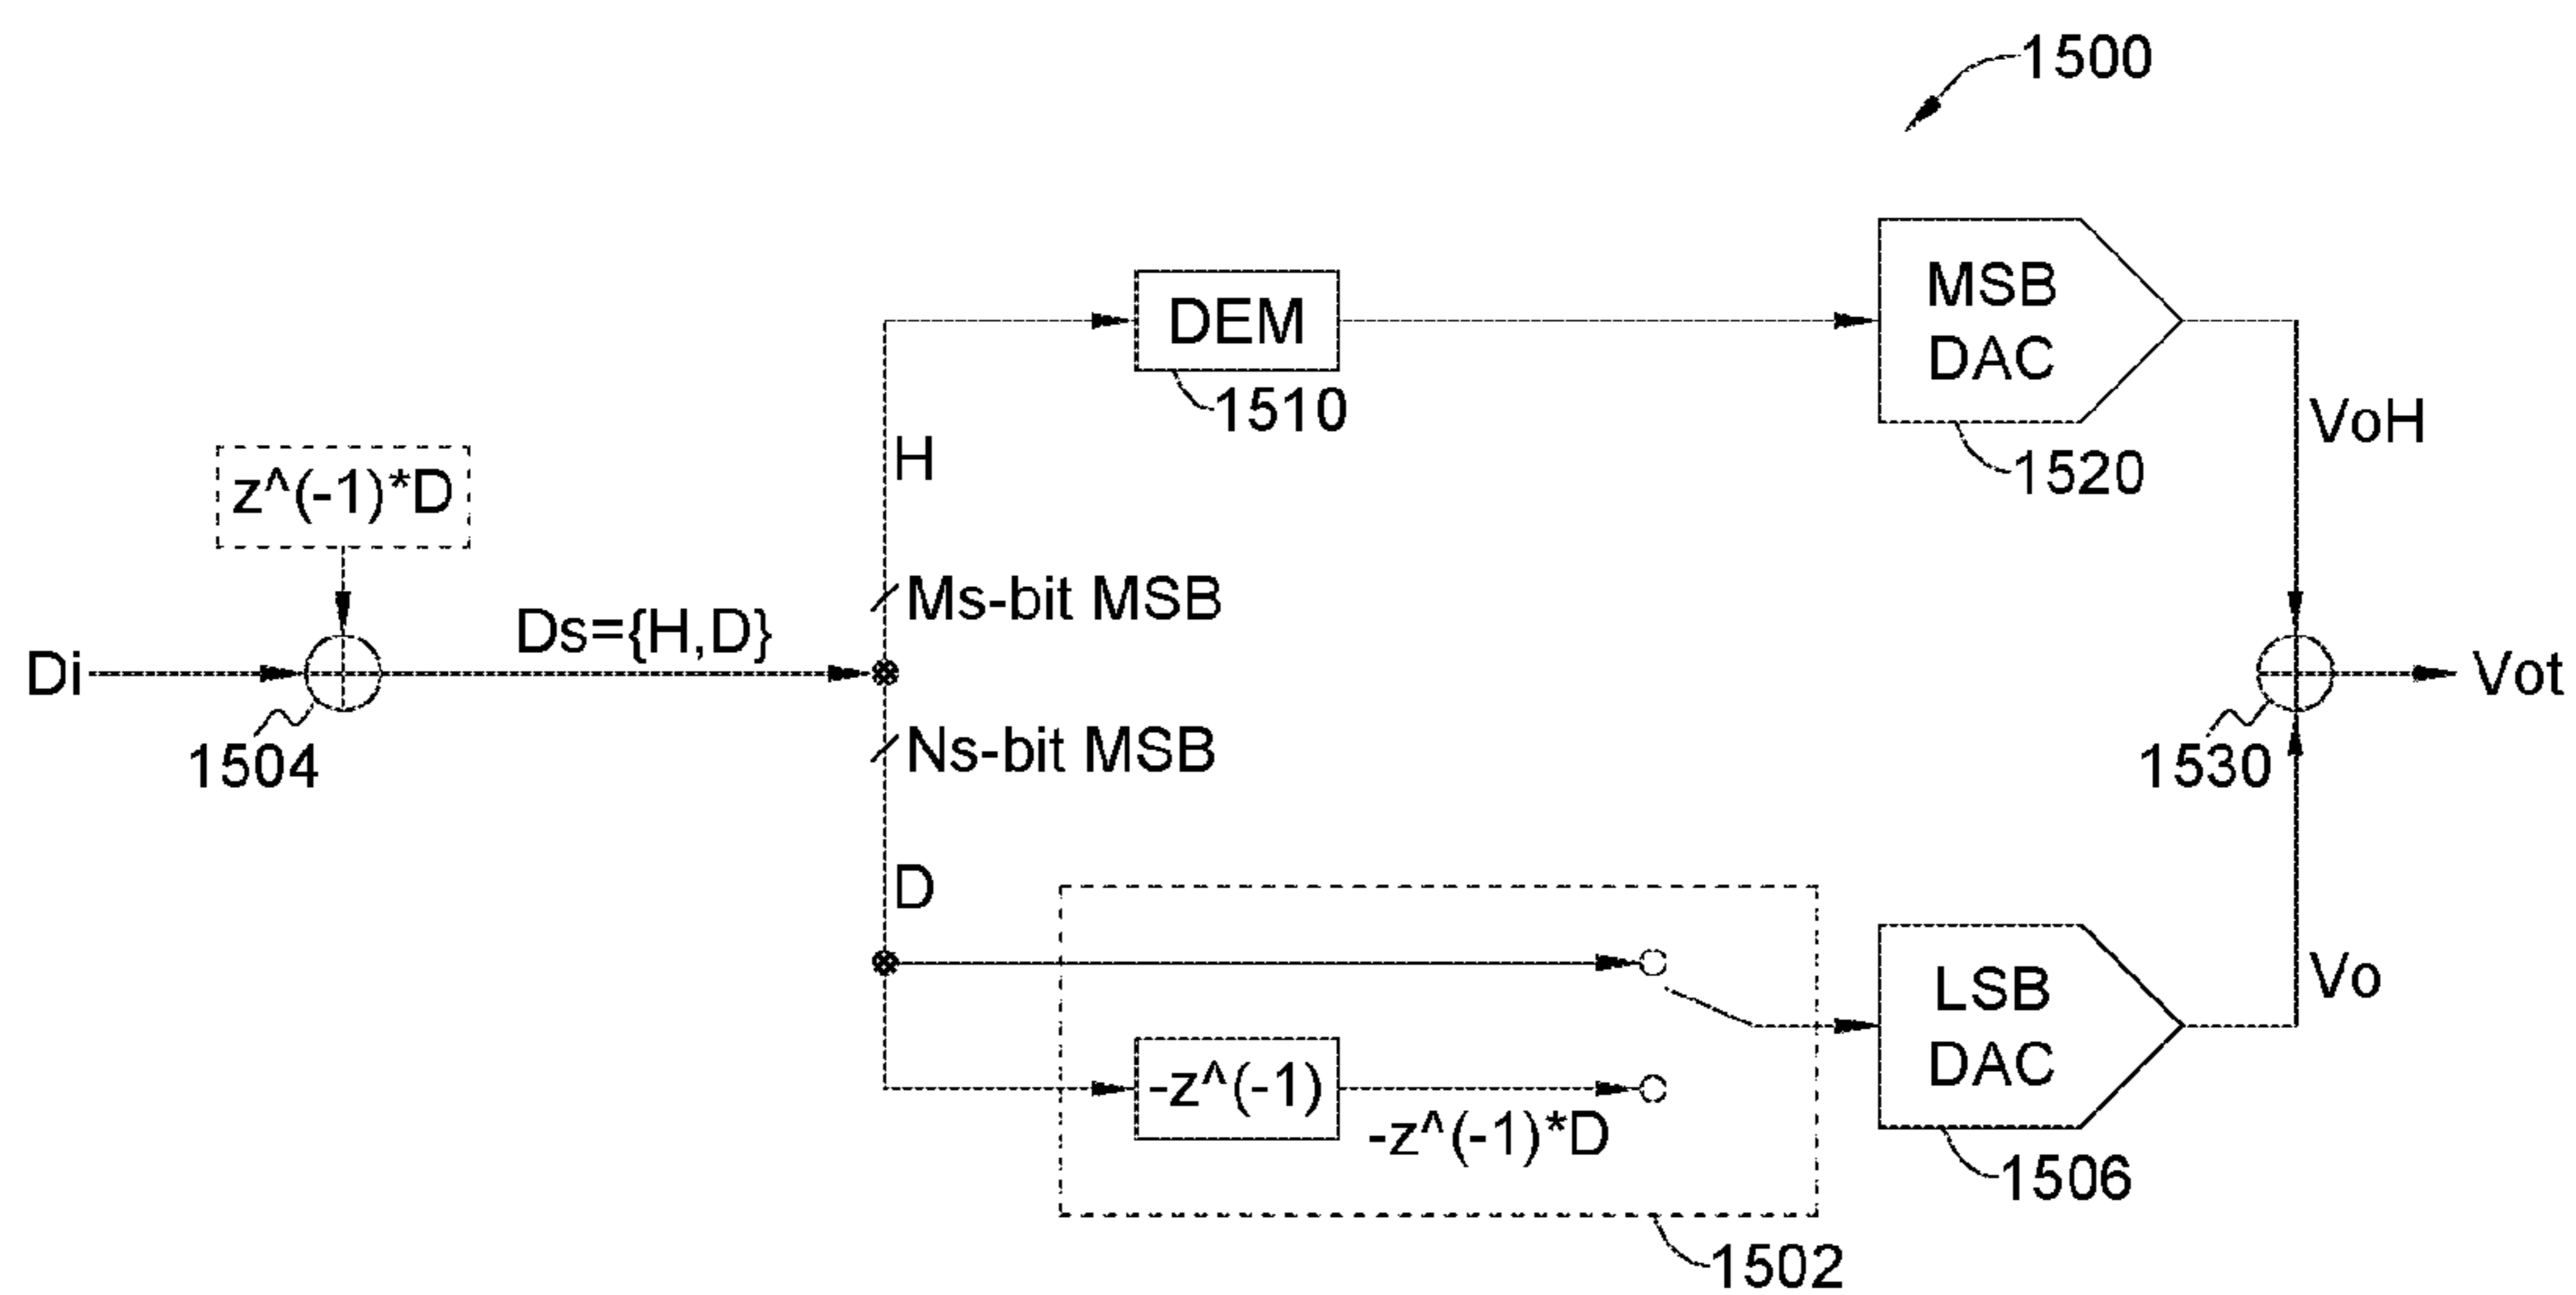 1500
MSB
DAC
DEM
1510
VoH
H
1520
z^(-1)*D
Ms-bit MSB
Ds={H,D}
Di
Vot
1504
Ns-bit MSB
1530
D
LSB
DAC
Vo
-z^(-1)
-z^(-1)*D
1506
1502